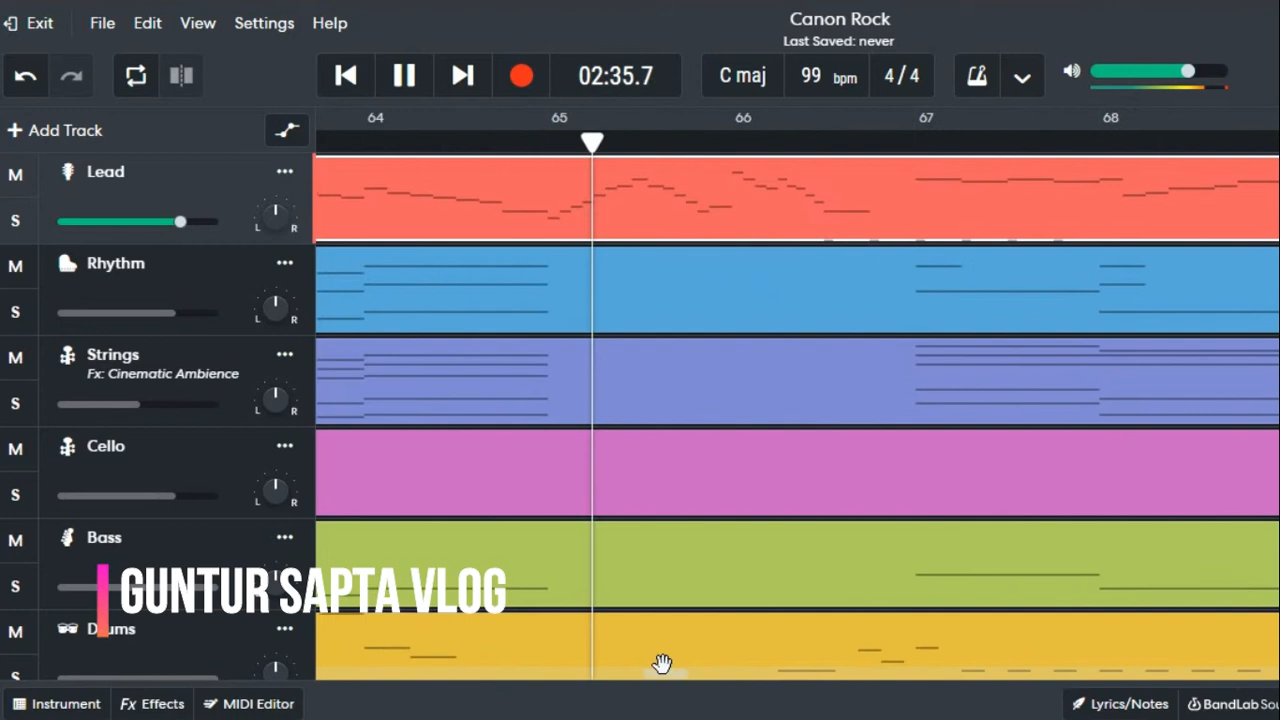 Exit File Edit View Settings Help
Canon Rock
Last Saved: never
02:35.7 C maj 99 bpm 4 / 4
+ Add Track
64 65 66 67 68
M Lead
S L R
M Rhythm
S L R
M Strings
Fx: Cinematic Ambience
S L R
M Cello
S L R
M Bass
S
GUNTUR SAPTA VLOG
M Drums
S
Instrument Fx Effects MIDI Editor Lyrics/Notes BandLab Sou